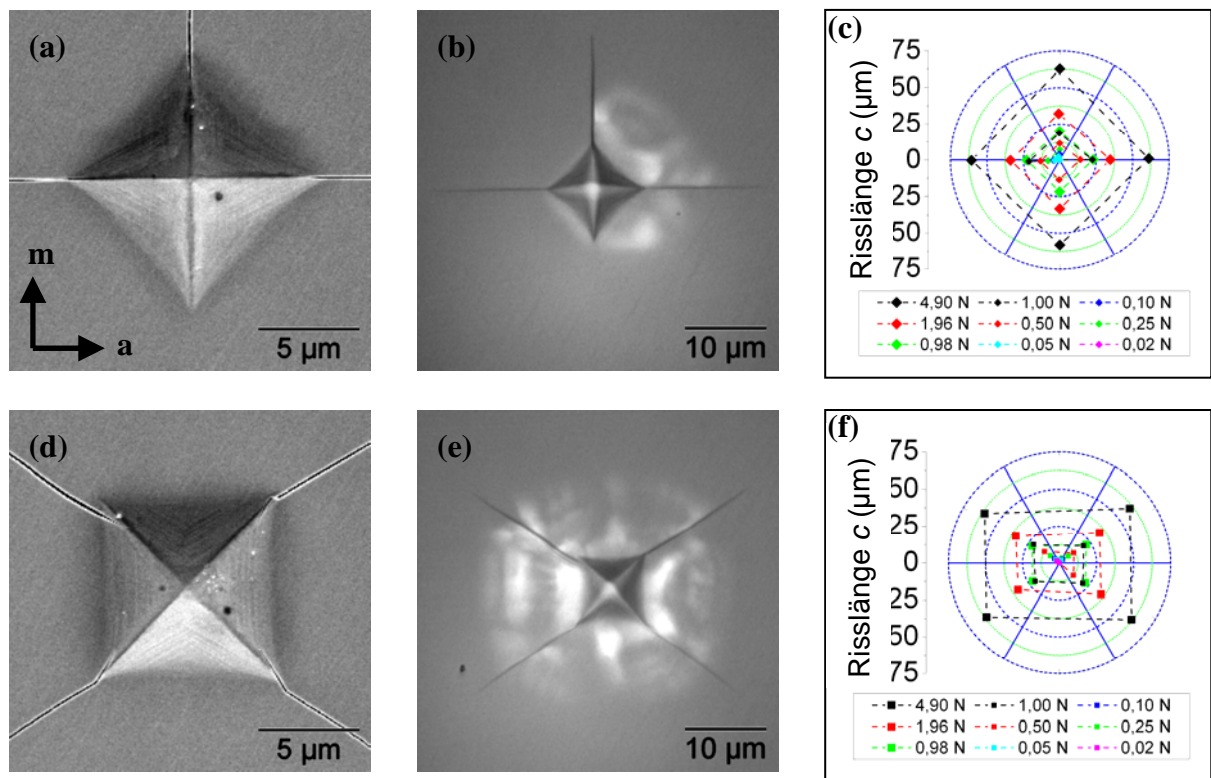 (a)
m
a
5 µm
(b)
10 µm
(c)
Risslänge c (µm)
75
50
25
0
25
50
75
4,90 N 1,00 N 0,10 N
1,96 N 0,50 N 0,25 N
0,98 N 0,05 N 0,02 N
(d)
5 µm
(e)
10 µm
(f)
Risslänge c (µm)
75
50
25
0
25
50
75
4,90 N 1,00 N 0,10 N
1,96 N 0,50 N 0,25 N
0,98 N 0,05 N 0,02 N